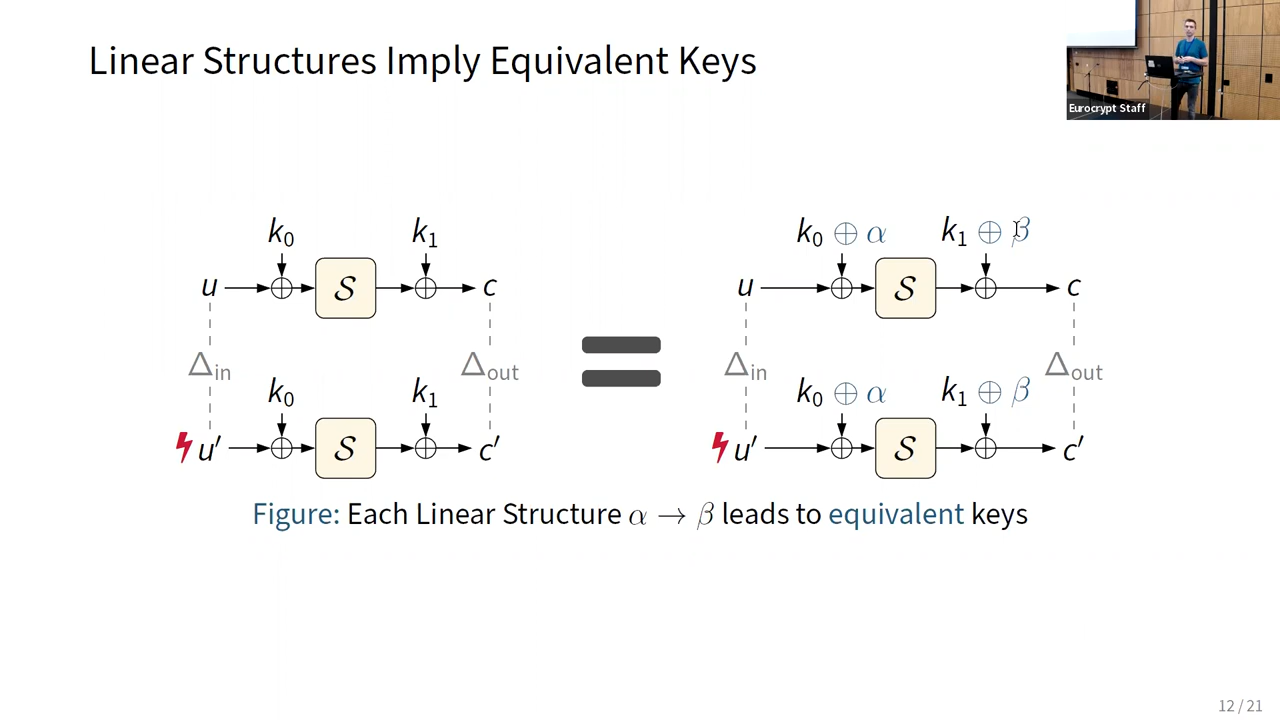 Linear Structures Imply Equivalent Keys
Eurocrypt Staff
k₀ k₁ k₀ ⊕ α k₁ ⊕ β
u S c u S c
Δin Δout Δin Δout
k₀ k₁ k₀ ⊕ α k₁ ⊕ β
u′ S c′ u′ S c′
Figure: Each Linear Structure α → β leads to equivalent keys
12 / 21